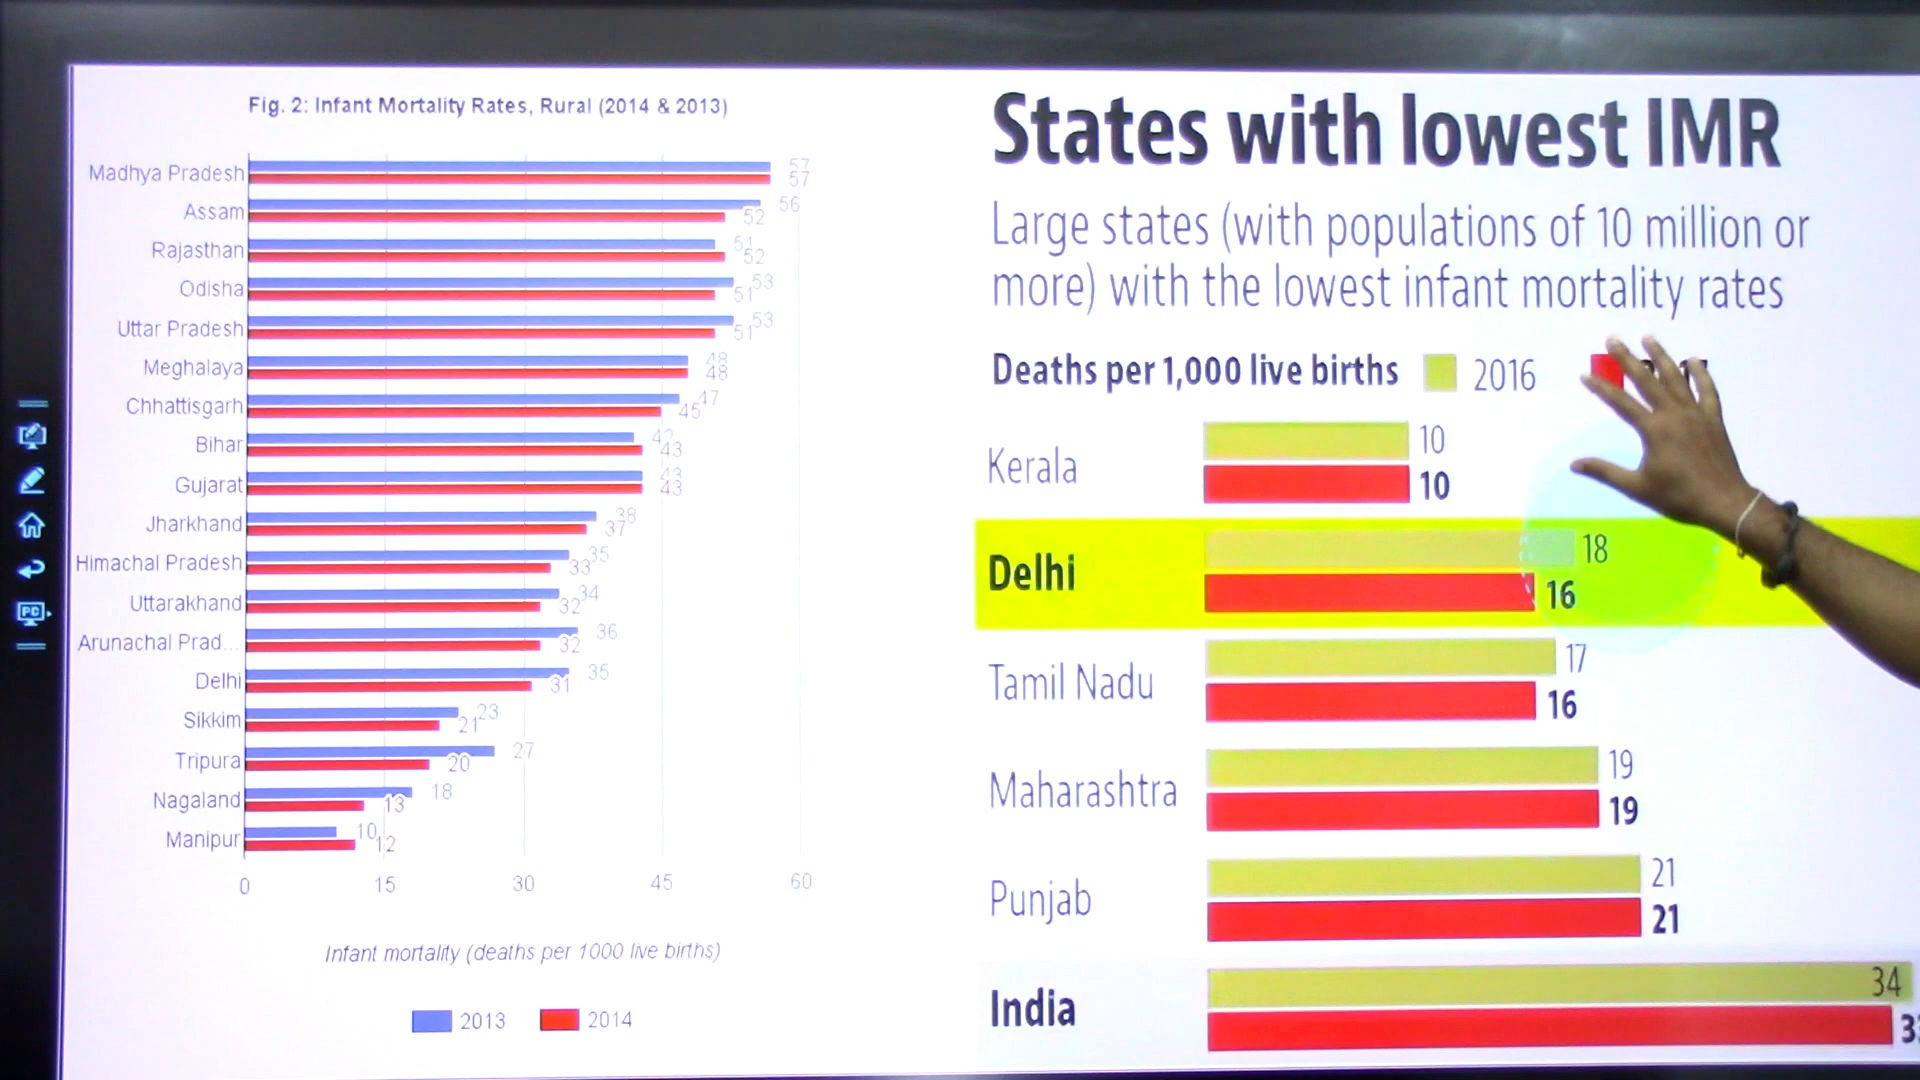 Fig. 2: Infant Mortality Rates, Rural (2014 & 2013)
Madhya Pradesh 57 57
Assam 56 52
Rajasthan 51 52
Odisha 53 51
Uttar Pradesh 53 51
Meghalaya 48 48
Chhattisgarh 47 45
Bihar 42 43
Gujarat 43 43
Jharkhand 38 37
Himachal Pradesh 35 33
Uttarakhand 34 32
Arunachal Prad... 36 32
Delhi 35 31
Sikkim 23 21
Tripura 27 20
Nagaland 18 13
Manipur 10 12
0 15 30 45 60
Infant mortality (deaths per 1000 live births)
2013 2014
States with lowest IMR
Large states (with populations of 10 million or
more) with the lowest infant mortality rates
Deaths per 1,000 live births 2016
Kerala 10
10
Delhi 18
16
Tamil Nadu 17
16
Maharashtra 19
19
Punjab 21
21
India 34
PC